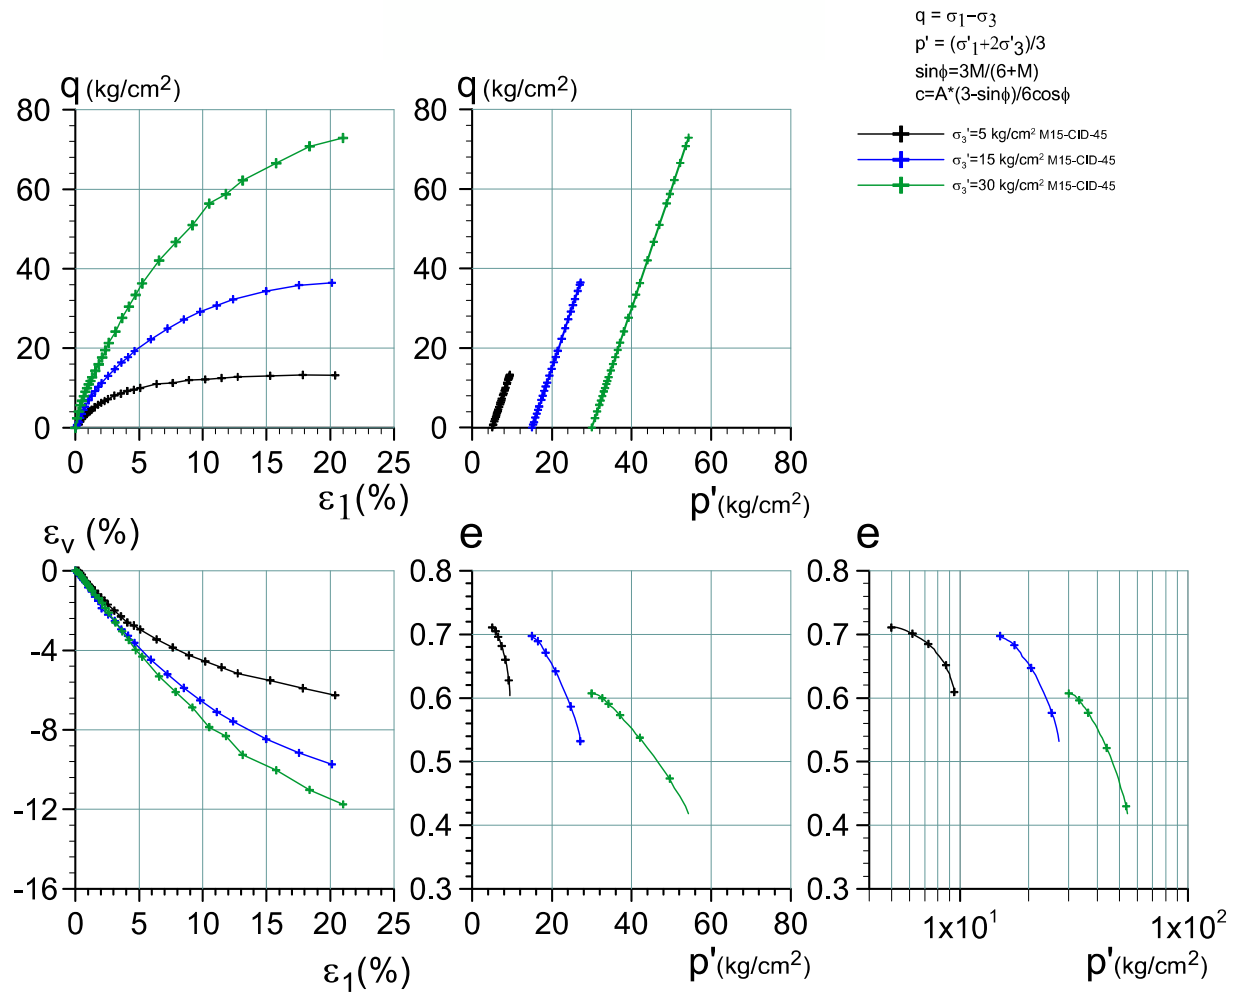 q = σ1−σ3
p' = (σ'1+2σ'3)/3
sinϕ=3M/(6+M)
c=A*(3-sinϕ)/6cosϕ
σ3'=5 kg/cm² M15-CID-45
σ3'=15 kg/cm² M15-CID-45
σ3'=30 kg/cm² M15-CID-45
q (kg/cm²)
80
60
40
20
0
0 5 10 15 20 25
ε1(%)
q (kg/cm²)
80
60
40
20
0
0 20 40 60 80
p'(kg/cm²)
εv (%)
0
-4
-8
-12
-16
0 5 10 15 20 25
ε1(%)
e
0.8
0.7
0.6
0.5
0.4
0.3
0 20 40 60 80
p'(kg/cm²)
e
0.8
0.7
0.6
0.5
0.4
0.3
1x10¹ 1x10²
p'(kg/cm²)